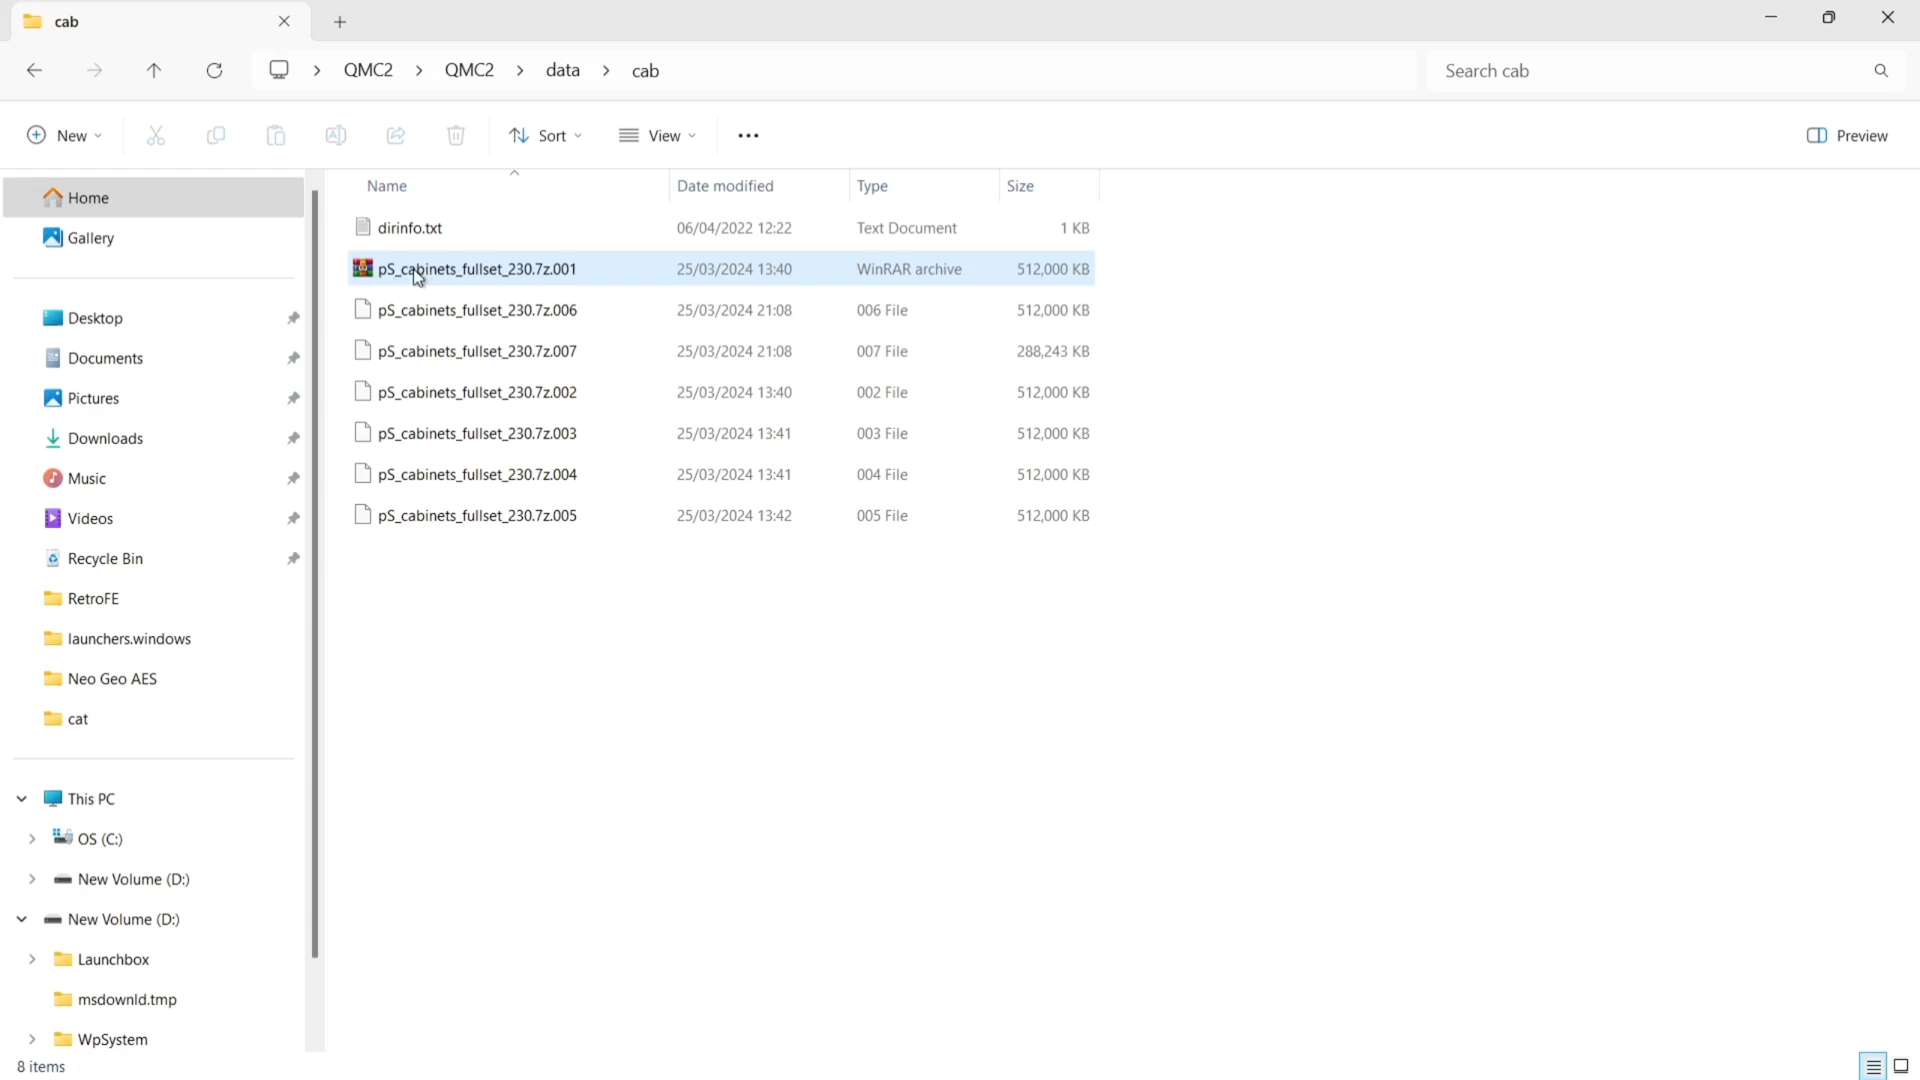 cab
QMC2 > QMC2 > data > cab
Search cab
New
Sort
View
Preview
Home
Gallery
Desktop
Documents
Pictures
Downloads
Music
Videos
Recycle Bin
RetroFE
launchers.windows
Neo Geo AES
cat
This PC
OS (C:)
New Volume (D:)
New Volume (D:)
Launchbox
msdownld.tmp
WpSystem
Name Date modified Type Size
dirinfo.txt 06/04/2022 12:22 Text Document 1 KB
pS_cabinets_fullset_230.7z.001 25/03/2024 13:40 WinRAR archive 512,000 KB
pS_cabinets_fullset_230.7z.006 25/03/2024 21:08 006 File 512,000 KB
pS_cabinets_fullset_230.7z.007 25/03/2024 21:08 007 File 288,243 KB
pS_cabinets_fullset_230.7z.002 25/03/2024 13:40 002 File 512,000 KB
pS_cabinets_fullset_230.7z.003 25/03/2024 13:41 003 File 512,000 KB
pS_cabinets_fullset_230.7z.004 25/03/2024 13:41 004 File 512,000 KB
pS_cabinets_fullset_230.7z.005 25/03/2024 13:42 005 File 512,000 KB
8 items